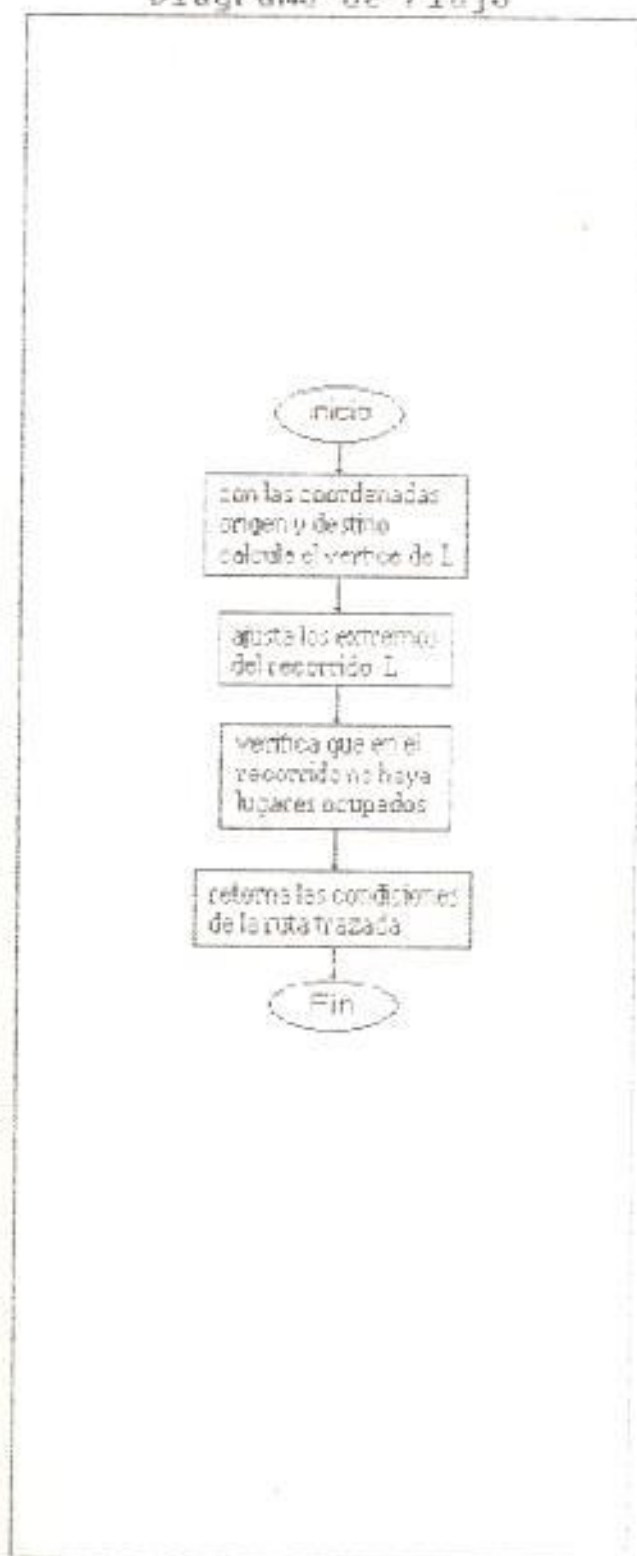 Diagrama de Flujo
Inicio
con las coordenadas
origen y destino
calcula el vertice de L
ajusta los extremos
del recorrido L
verifica que en el
recorrido no haya
lugares ocupados
retorna las condiciones
de la ruta trazada
Fin